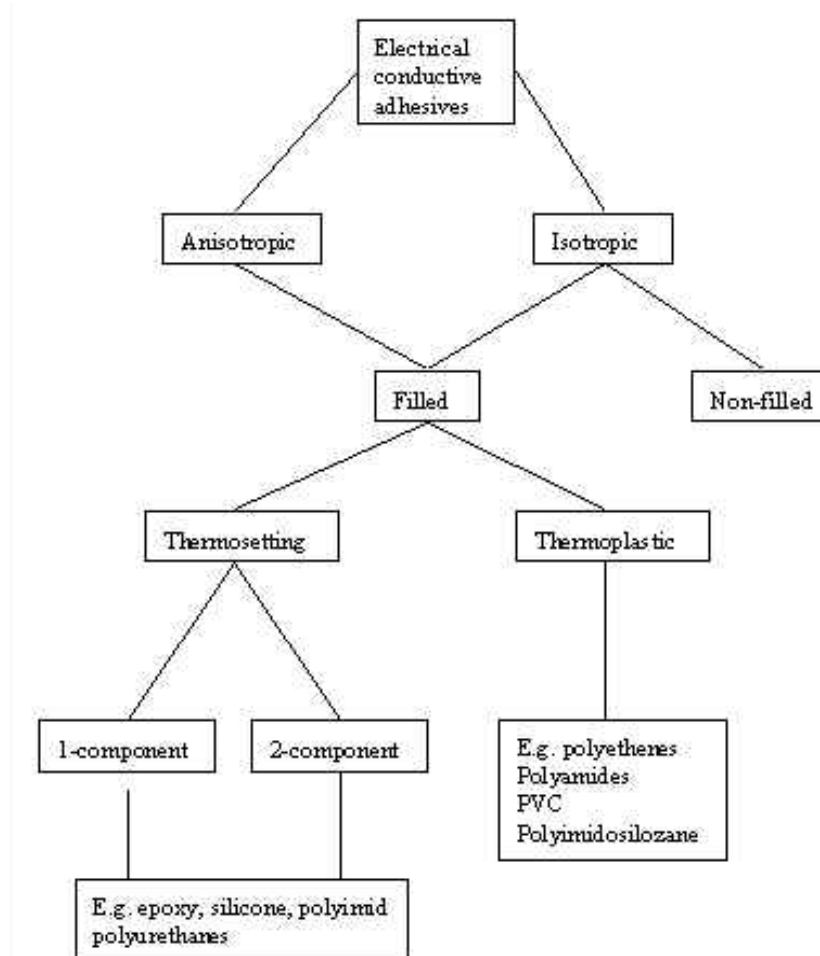 Electrical
conductive
adhesives
Anisotropic
Isotropic
Filled
Non-filled
Thermosetting
Thermoplastic
1-component
2-component
E.g. polyethenes
Polyamides
PVC
Polyimidosilozane
E.g. epoxy, silicone, polyimid
polyurethanes